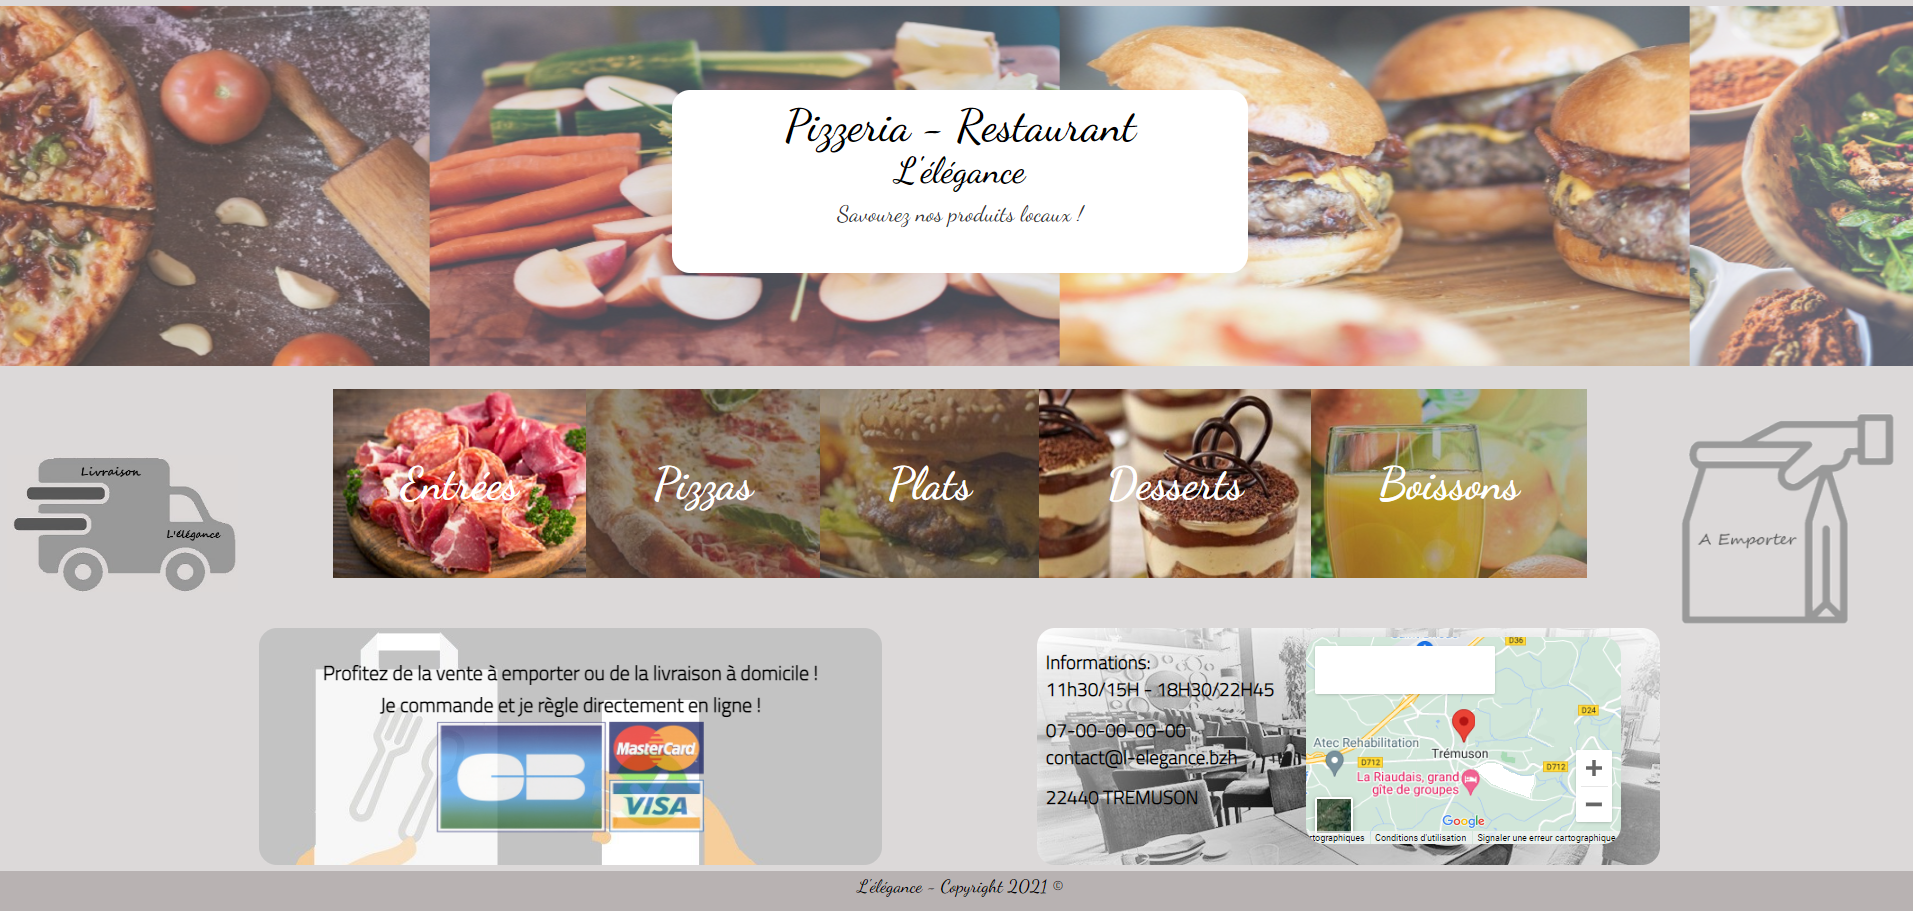 Pizzeria - Restaurant
L'élégance
Savourez nos produits locaux !
Livraison
L'élégance
Entrées
Pizzas
Plats
Desserts
Boissons
A Emporter
Profitez de la vente à emporter ou de la livraison à domicile !
Je commande et je règle directement en ligne !
CB
MasterCard
VISA
Informations:
11h30/15H - 18H30/22H45
07-00-00-00-00
contact@l-elegance.bzh
22440 TREMUSON
D36
D24
Atec Rehabilitation
Trémuson
D712
D712
La Riaudais, grand
gîte de groupes
+
−
Google
rtographiques
Conditions d'utilisation
Signaler une erreur cartographique
L'élégance - Copyright 2021 ©